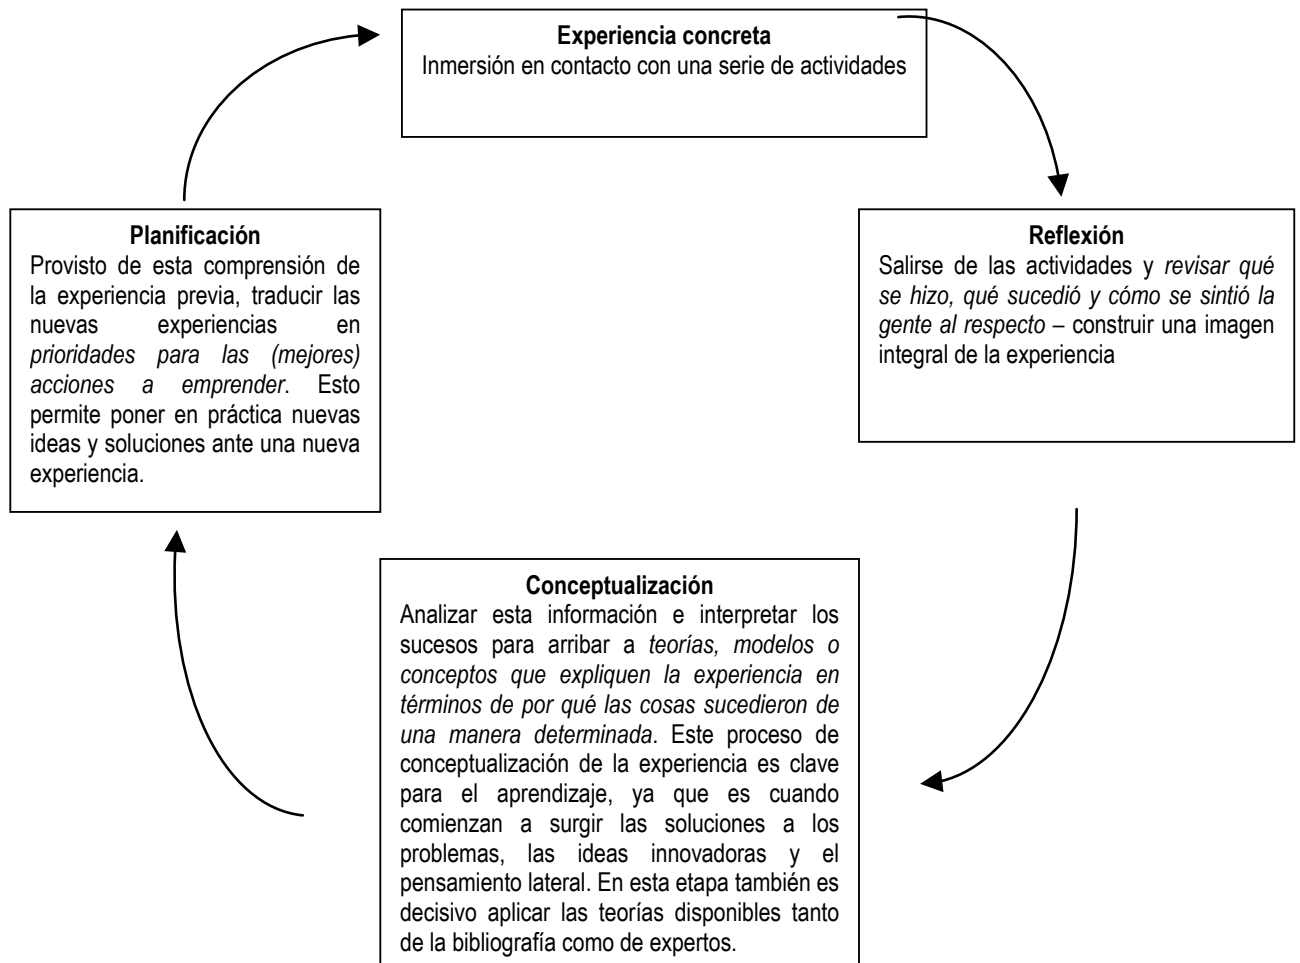 Experiencia concreta
Inmersión en contacto con una serie de actividades
Planificación
Provisto de esta comprensión de
la experiencia previa, traducir las
nuevas experiencias en
prioridades para las (mejores)
acciones a emprender. Esto
permite poner en práctica nuevas
ideas y soluciones ante una nueva
experiencia.
Reflexión
Salirse de las actividades y revisar qué
se hizo, qué sucedió y cómo se sintió la
gente al respecto – construir una imagen
integral de la experiencia
Conceptualización
Analizar esta información e interpretar los
sucesos para arribar a teorías, modelos o
conceptos que expliquen la experiencia en
términos de por qué las cosas sucedieron de
una manera determinada. Este proceso de
conceptualización de la experiencia es clave
para el aprendizaje, ya que es cuando
comienzan a surgir las soluciones a los
problemas, las ideas innovadoras y el
pensamiento lateral. En esta etapa también es
decisivo aplicar las teorías disponibles tanto
de la bibliografía como de expertos.